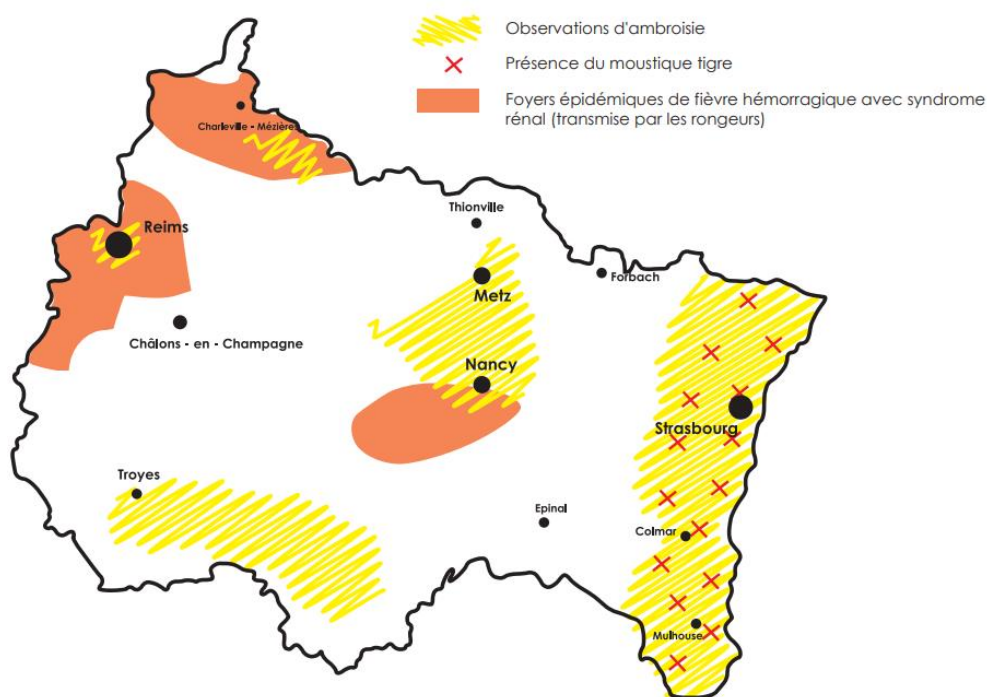 Observations d'ambroisie
Présence du moustique tigre
Foyers épidémiques de fièvre hémorragique avec syndrome
rénal (transmise par les rongeurs)
Charleville - Mézières
Thionville
Reims
Forbach
Metz
Châlons - en - Champagne
Nancy
Strasbourg
Troyes
Epinal
Colmar
Mulhouse